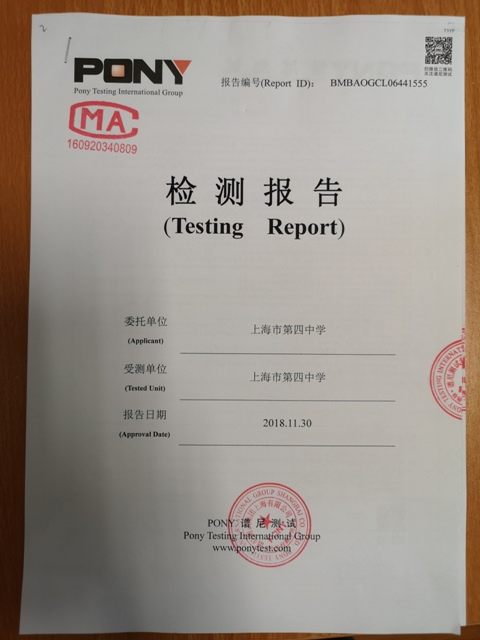 2
PONY
Pony Testing International Group
报告编号(Report ID): BMBAOGCL06441555
MA
160920340809
检测报告
(Testing Report)
委托单位
(Applicant)
上海市第四中学
受测单位
(Tested Unit)
上海市第四中学
报告日期
(Approval Date)
2018.11.30
PONY 谱尼测试
Pony Testing International Group
www.ponytest.com